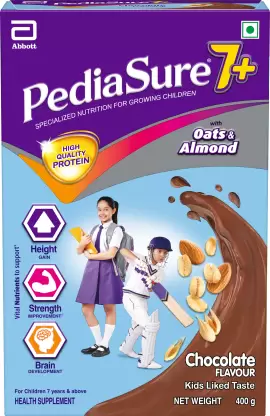 Abbott
PediaSure 7+
SPECIALIZED NUTRITION FOR GROWING CHILDREN
with
Oats &
Almond
HIGH
QUALITY
PROTEIN
Vital Nutrients to support^
Height
GAIN
Strength
IMPROVEMENT^
Brain
DEVELOPMENT
For Children 7 years & above
HEALTH SUPPLEMENT
Chocolate
FLAVOUR
Kids Liked Taste
NET WEIGHT 400 g